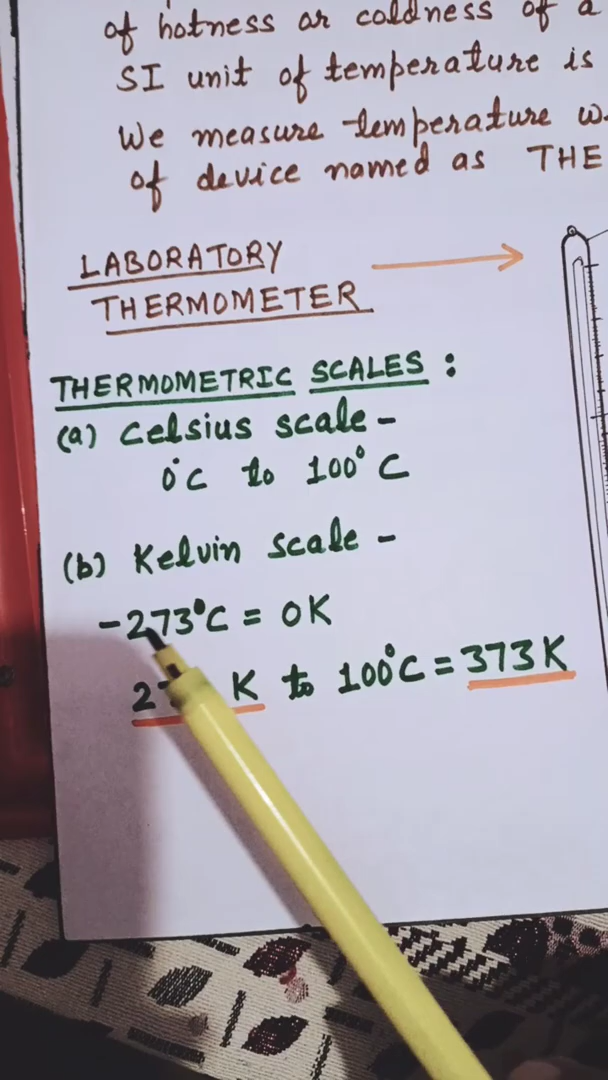 of hotness or coldness of a
SI unit of temperature is
We measure temperature
of device named as THE
LABORATORY
THERMOMETER
THERMOMETRIC SCALES :
(a) Celsius scale -
0°C to 100°C
(b) Kelvin scale -
-273°C = 0K
K to 100°C = 373 K